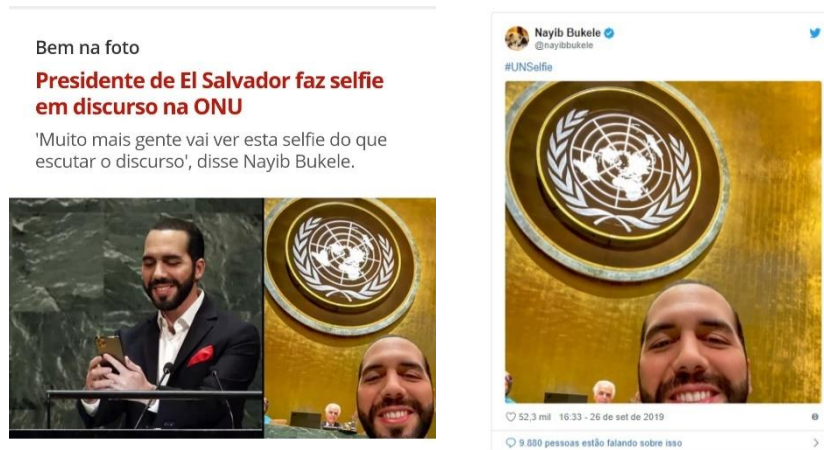 Bem na foto
Presidente de El Salvador faz selfie
em discurso na ONU
'Muito mais gente vai ver esta selfie do que
escutar o discurso', disse Nayib Bukele.
Nayib Bukele
@nayibbukele
#UNSelfie
52,3 mil 16:33 - 26 de set de 2019
9.880 pessoas estão falando sobre isso